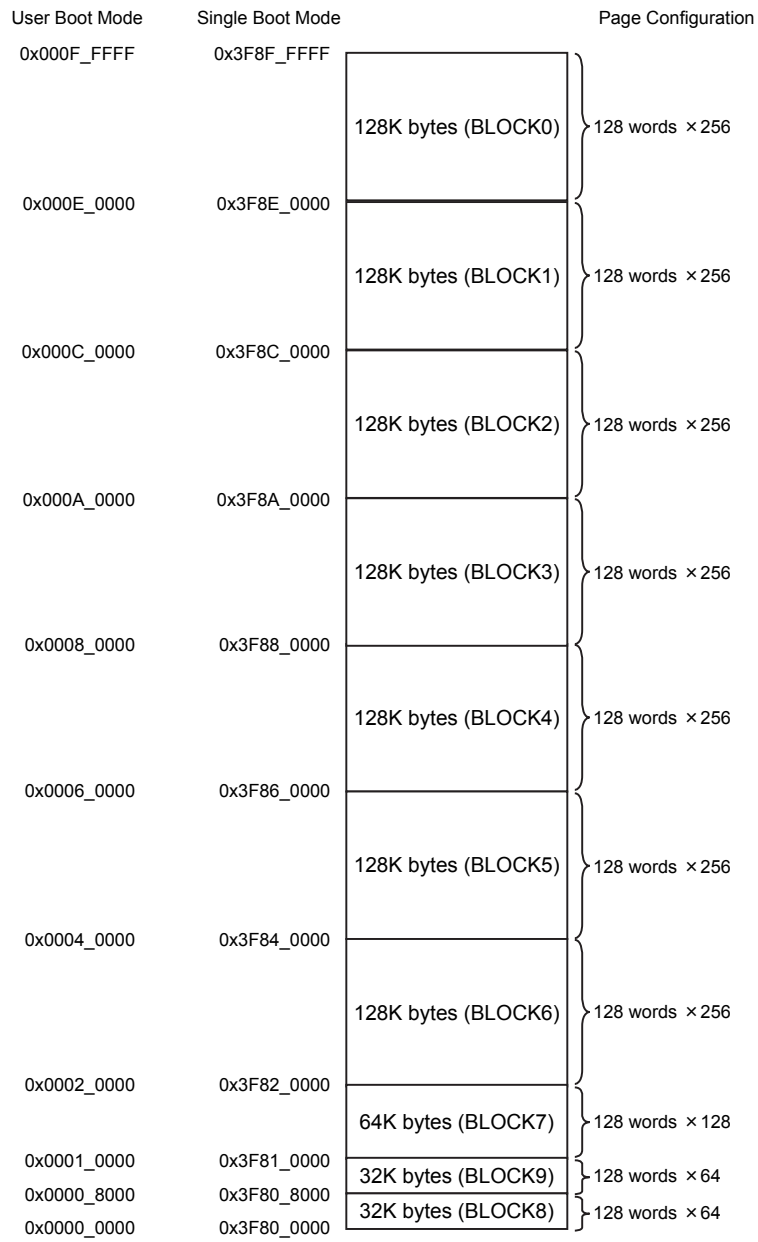 User Boot Mode Single Boot Mode Page Configuration
0x000F_FFFF 0x3F8F_FFFF
128K bytes (BLOCK0) 128 words ×256
0x000E_0000 0x3F8E_0000
128K bytes (BLOCK1) 128 words ×256
0x000C_0000 0x3F8C_0000
128K bytes (BLOCK2) 128 words ×256
0x000A_0000 0x3F8A_0000
128K bytes (BLOCK3) 128 words ×256
0x0008_0000 0x3F88_0000
128K bytes (BLOCK4) 128 words ×256
0x0006_0000 0x3F86_0000
128K bytes (BLOCK5) 128 words ×256
0x0004_0000 0x3F84_0000
128K bytes (BLOCK6) 128 words ×256
0x0002_0000 0x3F82_0000
64K bytes (BLOCK7) 128 words ×128
0x0001_0000 0x3F81_0000
32K bytes (BLOCK9) 128 words ×64
0x0000_8000 0x3F80_8000
32K bytes (BLOCK8) 128 words ×64
0x0000_0000 0x3F80_0000